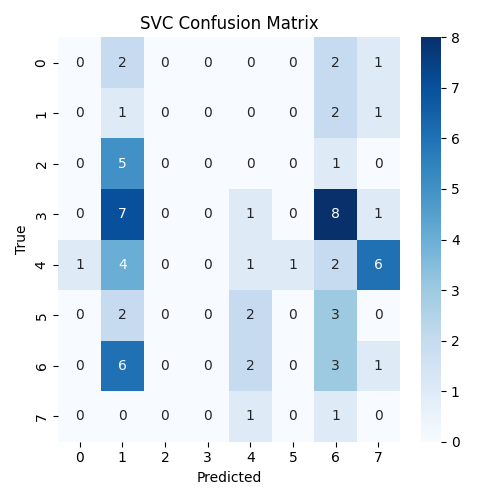 SVC Confusion Matrix
0 0 2 0 0 0 0 2 1
1 0 1 0 0 0 0 2 1
2 0 5 0 0 0 0 1 0
3 0 7 0 0 1 0 8 1
4 1 4 0 0 1 1 2 6
5 0 2 0 0 2 0 3 0
6 0 6 0 0 2 0 3 1
7 0 0 0 0 1 0 1 0
0 1 2 3 4 5 6 7
Predicted
True
8
7
6
5
4
3
2
1
0